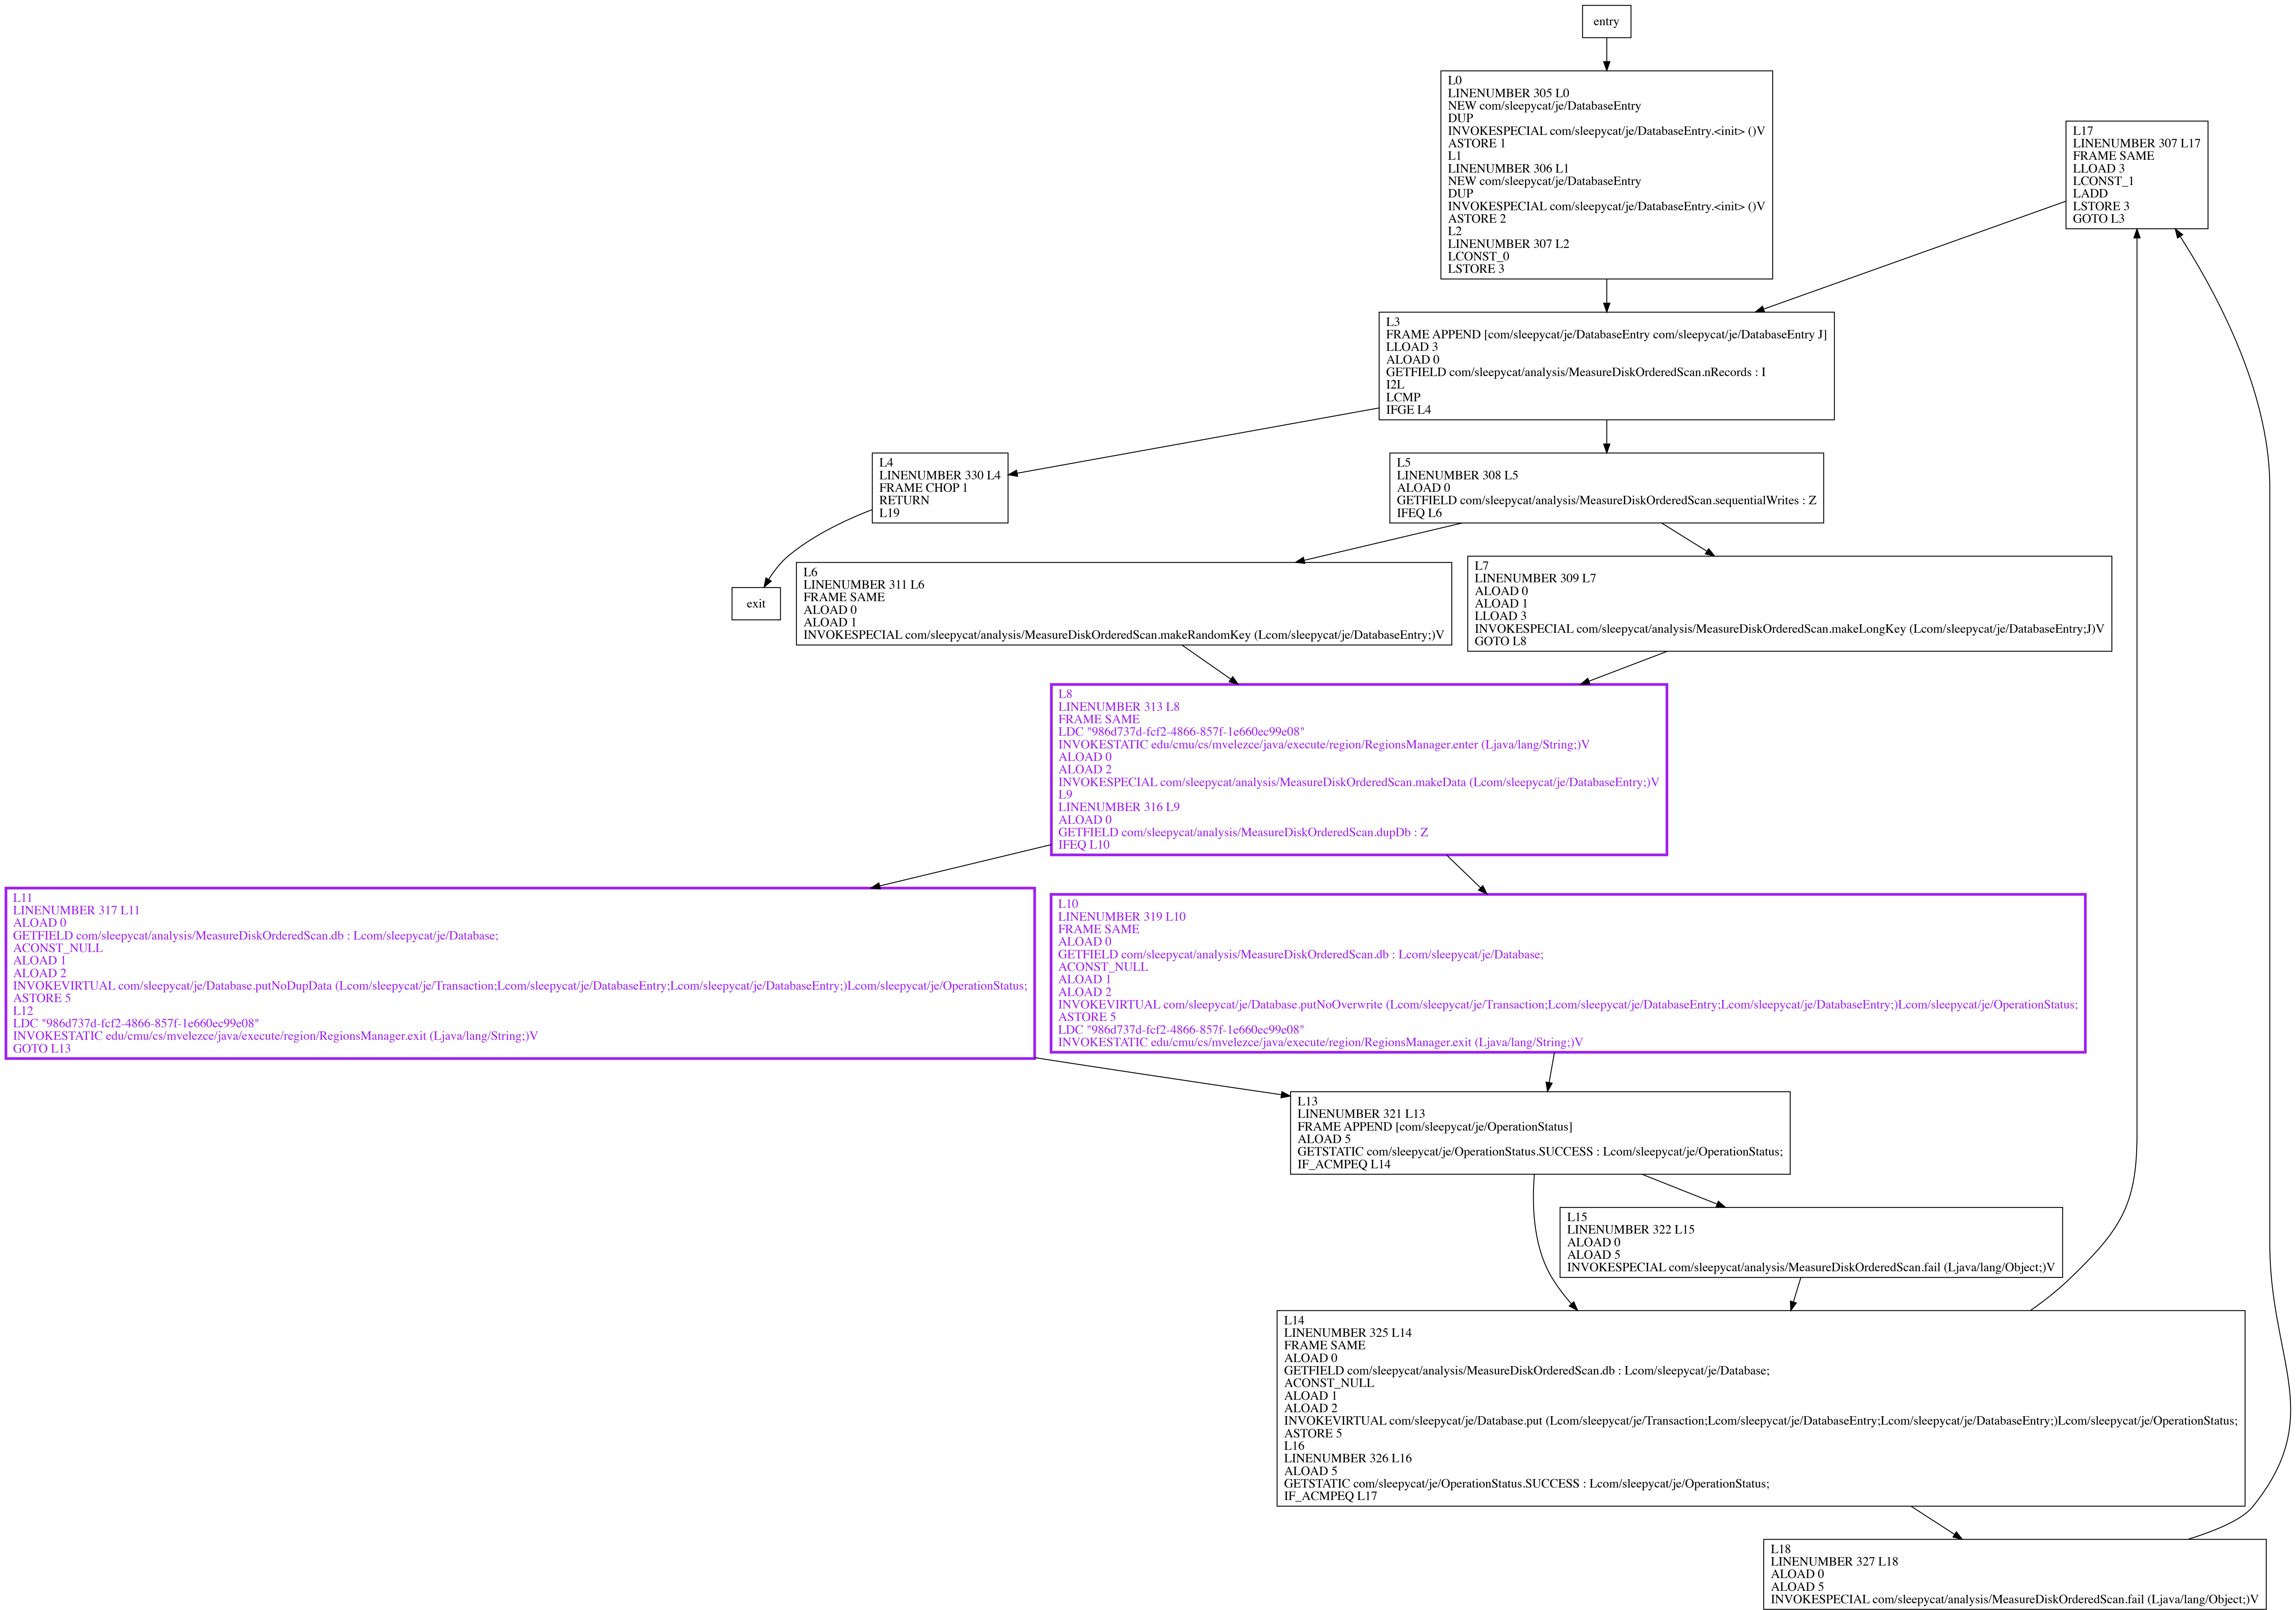 entry
L0
LINENUMBER 305 L0
NEW com/sleepycat/je/DatabaseEntry
DUP
INVOKESPECIAL com/sleepycat/je/DatabaseEntry.<init> ()V
ASTORE 1
L1
LINENUMBER 306 L1
NEW com/sleepycat/je/DatabaseEntry
DUP
INVOKESPECIAL com/sleepycat/je/DatabaseEntry.<init> ()V
ASTORE 2
L2
LINENUMBER 307 L2
LCONST_0
LSTORE 3
L17
LINENUMBER 307 L17
FRAME SAME
LLOAD 3
LCONST_1
LADD
LSTORE 3
GOTO L3
L3
FRAME APPEND [com/sleepycat/je/DatabaseEntry com/sleepycat/je/DatabaseEntry J]
LLOAD 3
ALOAD 0
GETFIELD com/sleepycat/analysis/MeasureDiskOrderedScan.nRecords : I
I2L
LCMP
IFGE L4
L4
LINENUMBER 330 L4
FRAME CHOP 1
RETURN
L19
L5
LINENUMBER 308 L5
ALOAD 0
GETFIELD com/sleepycat/analysis/MeasureDiskOrderedScan.sequentialWrites : Z
IFEQ L6
exit
L6
LINENUMBER 311 L6
FRAME SAME
ALOAD 0
ALOAD 1
INVOKESPECIAL com/sleepycat/analysis/MeasureDiskOrderedScan.makeRandomKey (Lcom/sleepycat/je/DatabaseEntry;)V
L7
LINENUMBER 309 L7
ALOAD 0
ALOAD 1
LLOAD 3
INVOKESPECIAL com/sleepycat/analysis/MeasureDiskOrderedScan.makeLongKey (Lcom/sleepycat/je/DatabaseEntry;J)V
GOTO L8
L8
LINENUMBER 313 L8
FRAME SAME
LDC "986d737d-fcf2-4866-857f-1e660ec99e08"
INVOKESTATIC edu/cmu/cs/mvelezce/java/execute/region/RegionsManager.enter (Ljava/lang/String;)V
ALOAD 0
ALOAD 2
INVOKESPECIAL com/sleepycat/analysis/MeasureDiskOrderedScan.makeData (Lcom/sleepycat/je/DatabaseEntry;)V
L9
LINENUMBER 316 L9
ALOAD 0
GETFIELD com/sleepycat/analysis/MeasureDiskOrderedScan.dupDb : Z
IFEQ L10
L11
LINENUMBER 317 L11
ALOAD 0
GETFIELD com/sleepycat/analysis/MeasureDiskOrderedScan.db : Lcom/sleepycat/je/Database;
ACONST_NULL
ALOAD 1
ALOAD 2
INVOKEVIRTUAL com/sleepycat/je/Database.putNoDupData (Lcom/sleepycat/je/Transaction;Lcom/sleepycat/je/DatabaseEntry;Lcom/sleepycat/je/DatabaseEntry;)Lcom/sleepycat/je/OperationStatus;
ASTORE 5
L12
LDC "986d737d-fcf2-4866-857f-1e660ec99e08"
INVOKESTATIC edu/cmu/cs/mvelezce/java/execute/region/RegionsManager.exit (Ljava/lang/String;)V
GOTO L13
L10
LINENUMBER 319 L10
FRAME SAME
ALOAD 0
GETFIELD com/sleepycat/analysis/MeasureDiskOrderedScan.db : Lcom/sleepycat/je/Database;
ACONST_NULL
ALOAD 1
ALOAD 2
INVOKEVIRTUAL com/sleepycat/je/Database.putNoOverwrite (Lcom/sleepycat/je/Transaction;Lcom/sleepycat/je/DatabaseEntry;Lcom/sleepycat/je/DatabaseEntry;)Lcom/sleepycat/je/OperationStatus;
ASTORE 5
LDC "986d737d-fcf2-4866-857f-1e660ec99e08"
INVOKESTATIC edu/cmu/cs/mvelezce/java/execute/region/RegionsManager.exit (Ljava/lang/String;)V
L13
LINENUMBER 321 L13
FRAME APPEND [com/sleepycat/je/OperationStatus]
ALOAD 5
GETSTATIC com/sleepycat/je/OperationStatus.SUCCESS : Lcom/sleepycat/je/OperationStatus;
IF_ACMPEQ L14
L15
LINENUMBER 322 L15
ALOAD 0
ALOAD 5
INVOKESPECIAL com/sleepycat/analysis/MeasureDiskOrderedScan.fail (Ljava/lang/Object;)V
L14
LINENUMBER 325 L14
FRAME SAME
ALOAD 0
GETFIELD com/sleepycat/analysis/MeasureDiskOrderedScan.db : Lcom/sleepycat/je/Database;
ACONST_NULL
ALOAD 1
ALOAD 2
INVOKEVIRTUAL com/sleepycat/je/Database.put (Lcom/sleepycat/je/Transaction;Lcom/sleepycat/je/DatabaseEntry;Lcom/sleepycat/je/DatabaseEntry;)Lcom/sleepycat/je/OperationStatus;
ASTORE 5
L16
LINENUMBER 326 L16
ALOAD 5
GETSTATIC com/sleepycat/je/OperationStatus.SUCCESS : Lcom/sleepycat/je/OperationStatus;
IF_ACMPEQ L17
L18
LINENUMBER 327 L18
ALOAD 0
ALOAD 5
INVOKESPECIAL com/sleepycat/analysis/MeasureDiskOrderedScan.fail (Ljava/lang/Object;)V